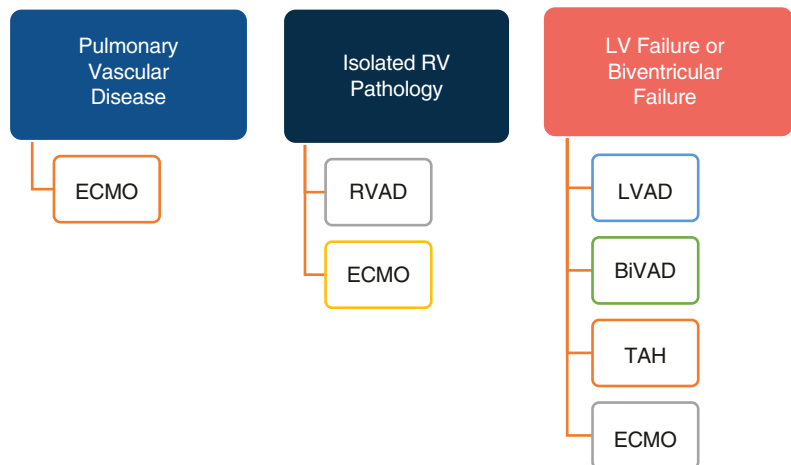 Pulmonary
Vascular
Disease
ECMO
Isolated RV
Pathology
RVAD
ECMO
LV Failure or
Biventricular
Failure
LVAD
BiVAD
TAH
ECMO